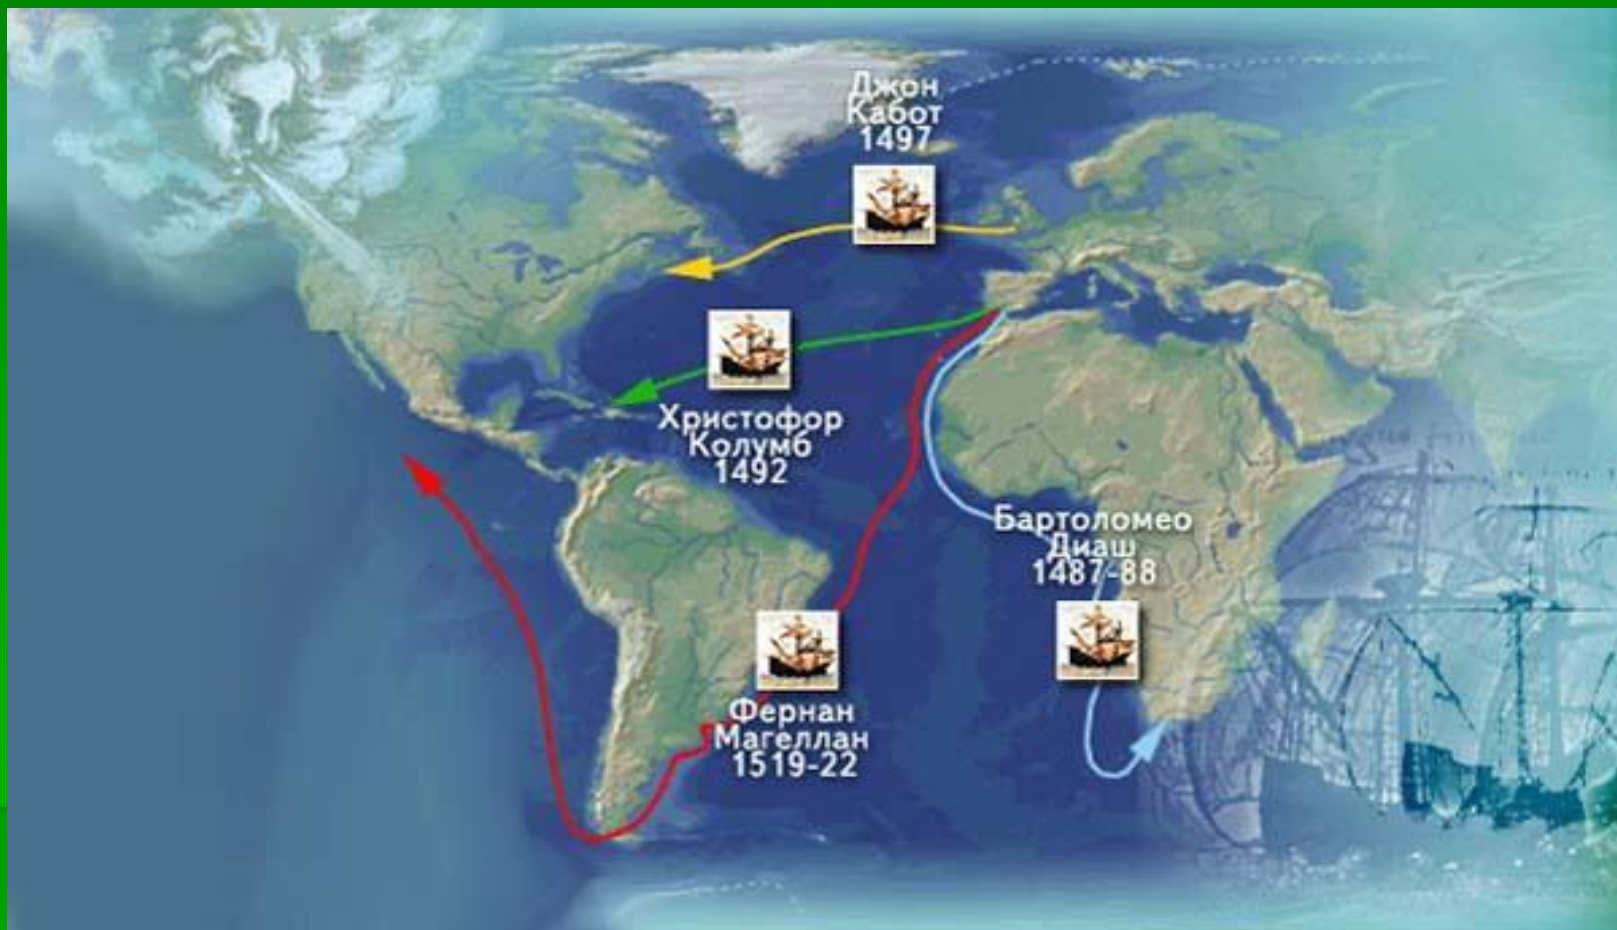 Джон
Кабот
1497
Христофор
Колумб
1492
Бартоломео
Диаш
1487-88
Фернан
Магеллан
1519-22